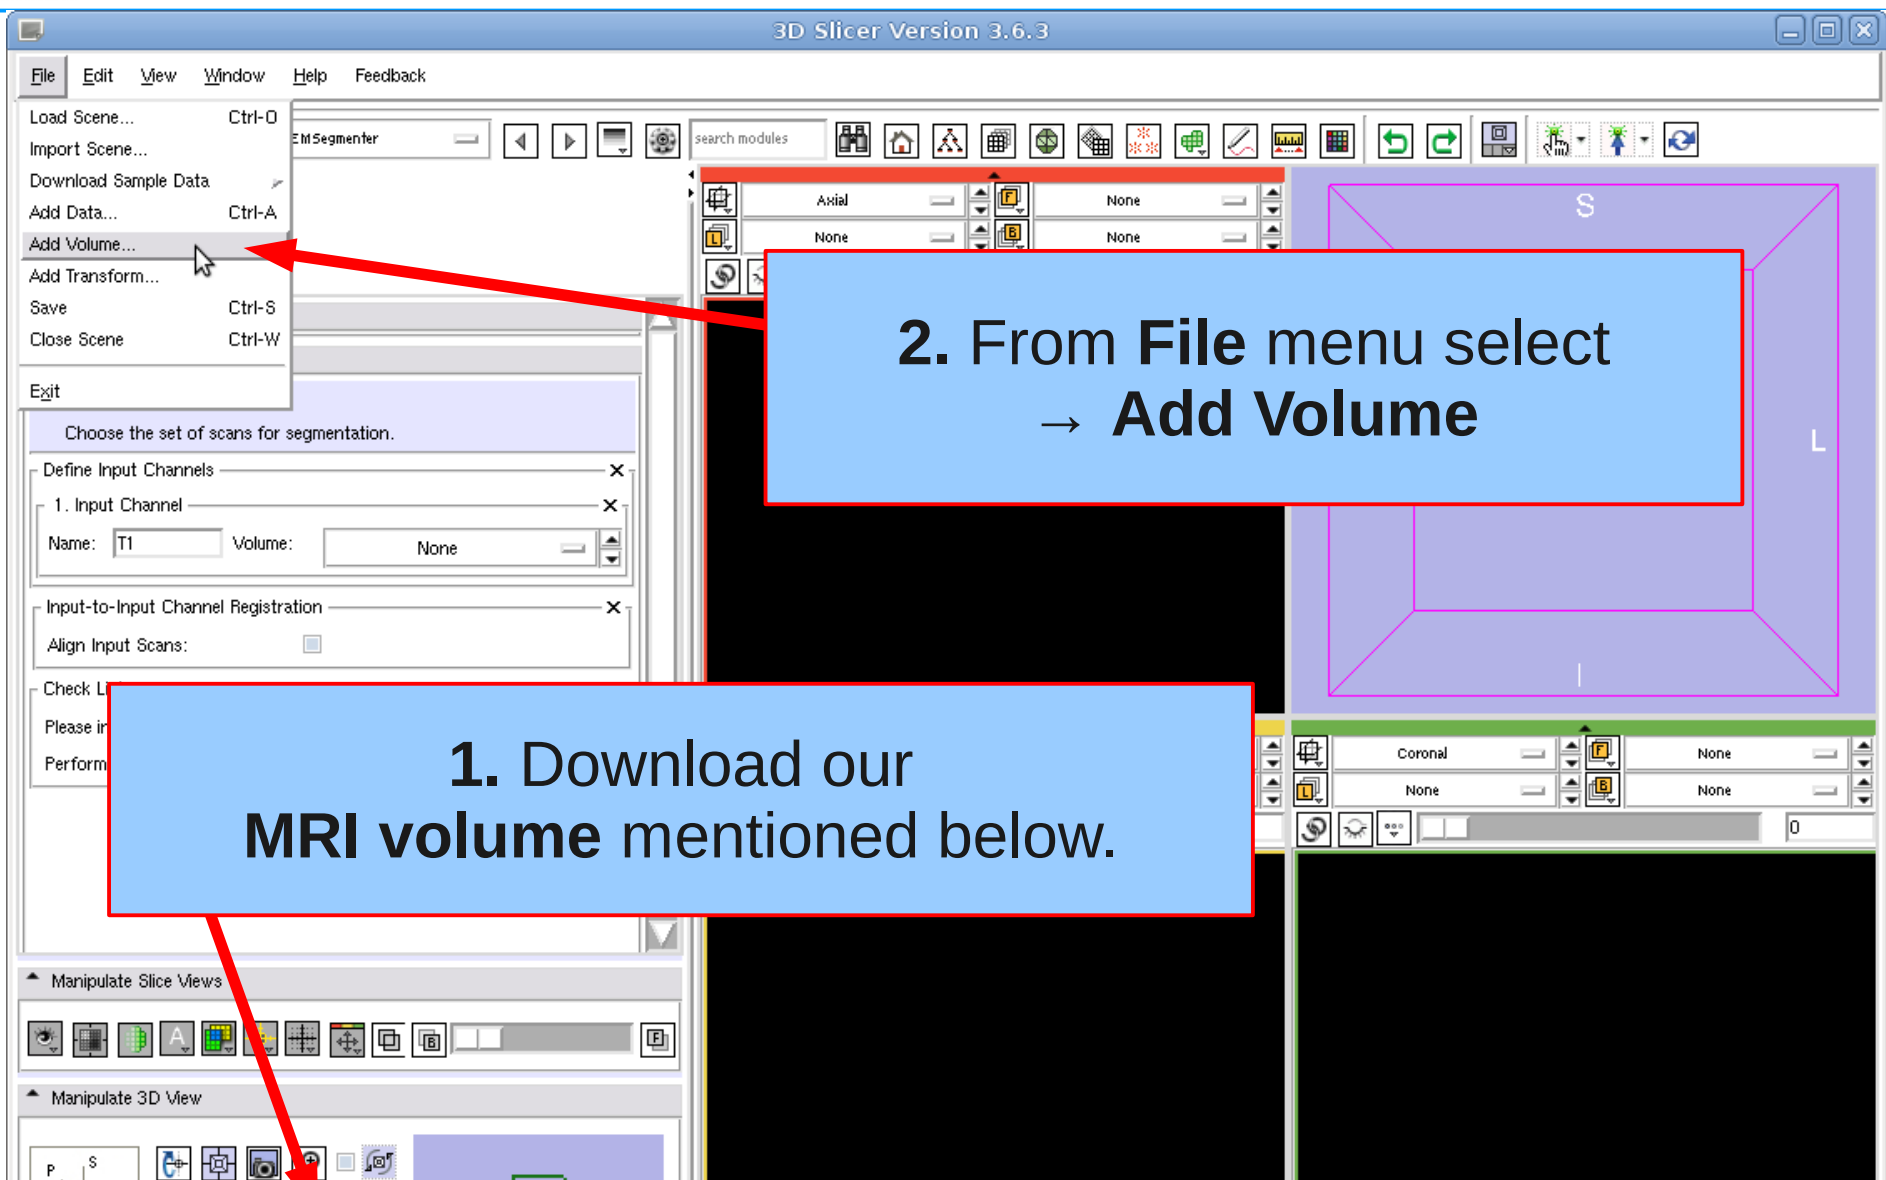 3D Slicer Version 3.6.3
File Edit View Window Help Feedback
Load Scene... Ctrl-O
Import Scene...
Download Sample Data
Add Data... Ctrl-A
Add Volume...
Add Transform...
Save Ctrl-S
Close Scene Ctrl-W
Exit
EMSegmenter
search modules
Axial None
None None
S
L
I
2. From File menu select
→ Add Volume
Choose the set of scans for segmentation.
Define Input Channels
1. Input Channel
Name: T1 Volume: None
Input-to-Input Channel Registration
Align Input Scans:
Check Li
Please in
Perform
1. Download our
MRI volume mentioned below.
Coronal None
None None
0
Manipulate Slice Views
Manipulate 3D View
P S